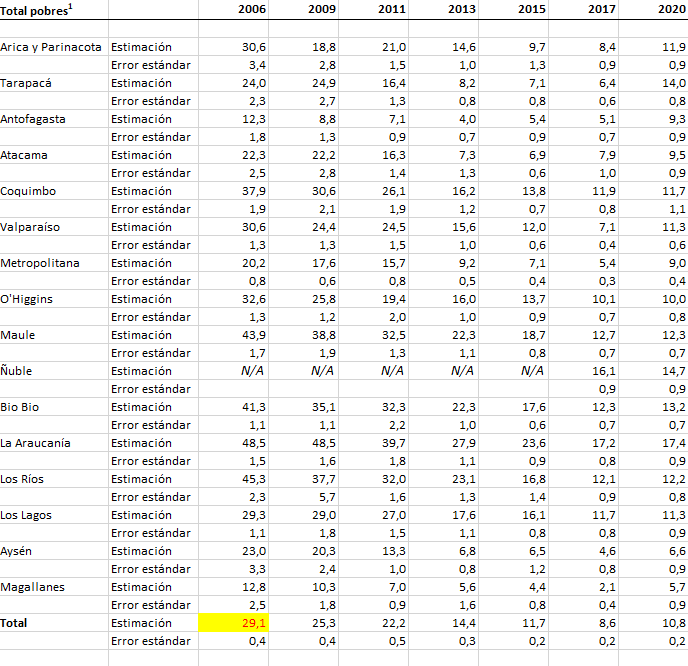 Total pobres¹ 2006 2009 2011 2013 2015 2017 2020
Arica y Parinacota Estimación 30,6 18,8 21,0 14,6 9,7 8,4 11,9
Error estándar 3,4 2,8 1,5 1,0 1,3 0,9 0,9
Tarapacá Estimación 24,0 24,9 16,4 8,2 7,1 6,4 14,0
Error estándar 2,3 2,7 1,3 0,8 0,8 0,6 0,8
Antofagasta Estimación 12,3 8,8 7,1 4,0 5,4 5,1 9,3
Error estándar 1,8 1,3 0,9 0,7 0,9 0,7 0,9
Atacama Estimación 22,3 22,2 16,3 7,3 6,9 7,9 9,5
Error estándar 2,5 2,8 1,4 1,3 0,6 1,0 0,9
Coquimbo Estimación 37,9 30,6 26,1 16,2 13,8 11,9 11,7
Error estándar 1,9 2,1 1,9 1,2 0,7 0,8 1,1
Valparaíso Estimación 30,6 24,4 24,5 15,6 12,0 7,1 11,3
Error estándar 1,3 1,3 1,5 1,0 0,6 0,4 0,6
Metropolitana Estimación 20,2 17,6 15,7 9,2 7,1 5,4 9,0
Error estándar 0,8 0,6 0,8 0,5 0,4 0,3 0,4
O'Higgins Estimación 32,6 25,8 19,4 16,0 13,7 10,1 10,0
Error estándar 1,3 1,2 2,0 1,0 0,9 0,7 0,8
Maule Estimación 43,9 38,8 32,5 22,3 18,7 12,7 12,3
Error estándar 1,7 1,9 1,3 1,1 0,8 0,7 0,7
Ñuble Estimación N/A N/A N/A N/A N/A 16,1 14,7
Error estándar 0,9 0,9
Bio Bio Estimación 41,3 35,1 32,3 22,3 17,6 12,3 13,2
Error estándar 1,1 1,1 2,2 1,0 0,6 0,7 0,7
La Araucanía Estimación 48,5 48,5 39,7 27,9 23,6 17,2 17,4
Error estándar 1,5 1,6 1,8 1,1 0,9 0,8 0,9
Los Ríos Estimación 45,3 37,7 32,0 23,1 16,8 12,1 12,2
Error estándar 2,3 5,7 1,6 1,3 1,4 0,9 0,8
Los Lagos Estimación 29,3 29,0 27,0 17,6 16,1 11,7 11,3
Error estándar 1,1 1,8 1,5 1,1 0,8 0,8 0,9
Aysén Estimación 23,0 20,3 13,3 6,8 6,5 4,6 6,6
Error estándar 3,3 2,4 1,0 0,8 1,2 0,8 0,9
Magallanes Estimación 12,8 10,3 7,0 5,6 4,4 2,1 5,7
Error estándar 2,5 1,8 0,9 1,6 0,8 0,4 0,9
Total Estimación 29,1 25,3 22,2 14,4 11,7 8,6 10,8
Error estándar 0,4 0,4 0,5 0,3 0,2 0,2 0,2